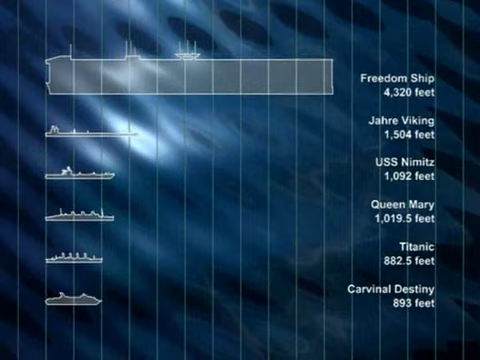 Freedom Ship
4,320 feet
Jahre Viking
1,504 feet
USS Nimitz
1,092 feet
Queen Mary
1,019.5 feet
Titanic
882.5 feet
Carvinal Destiny
893 feet